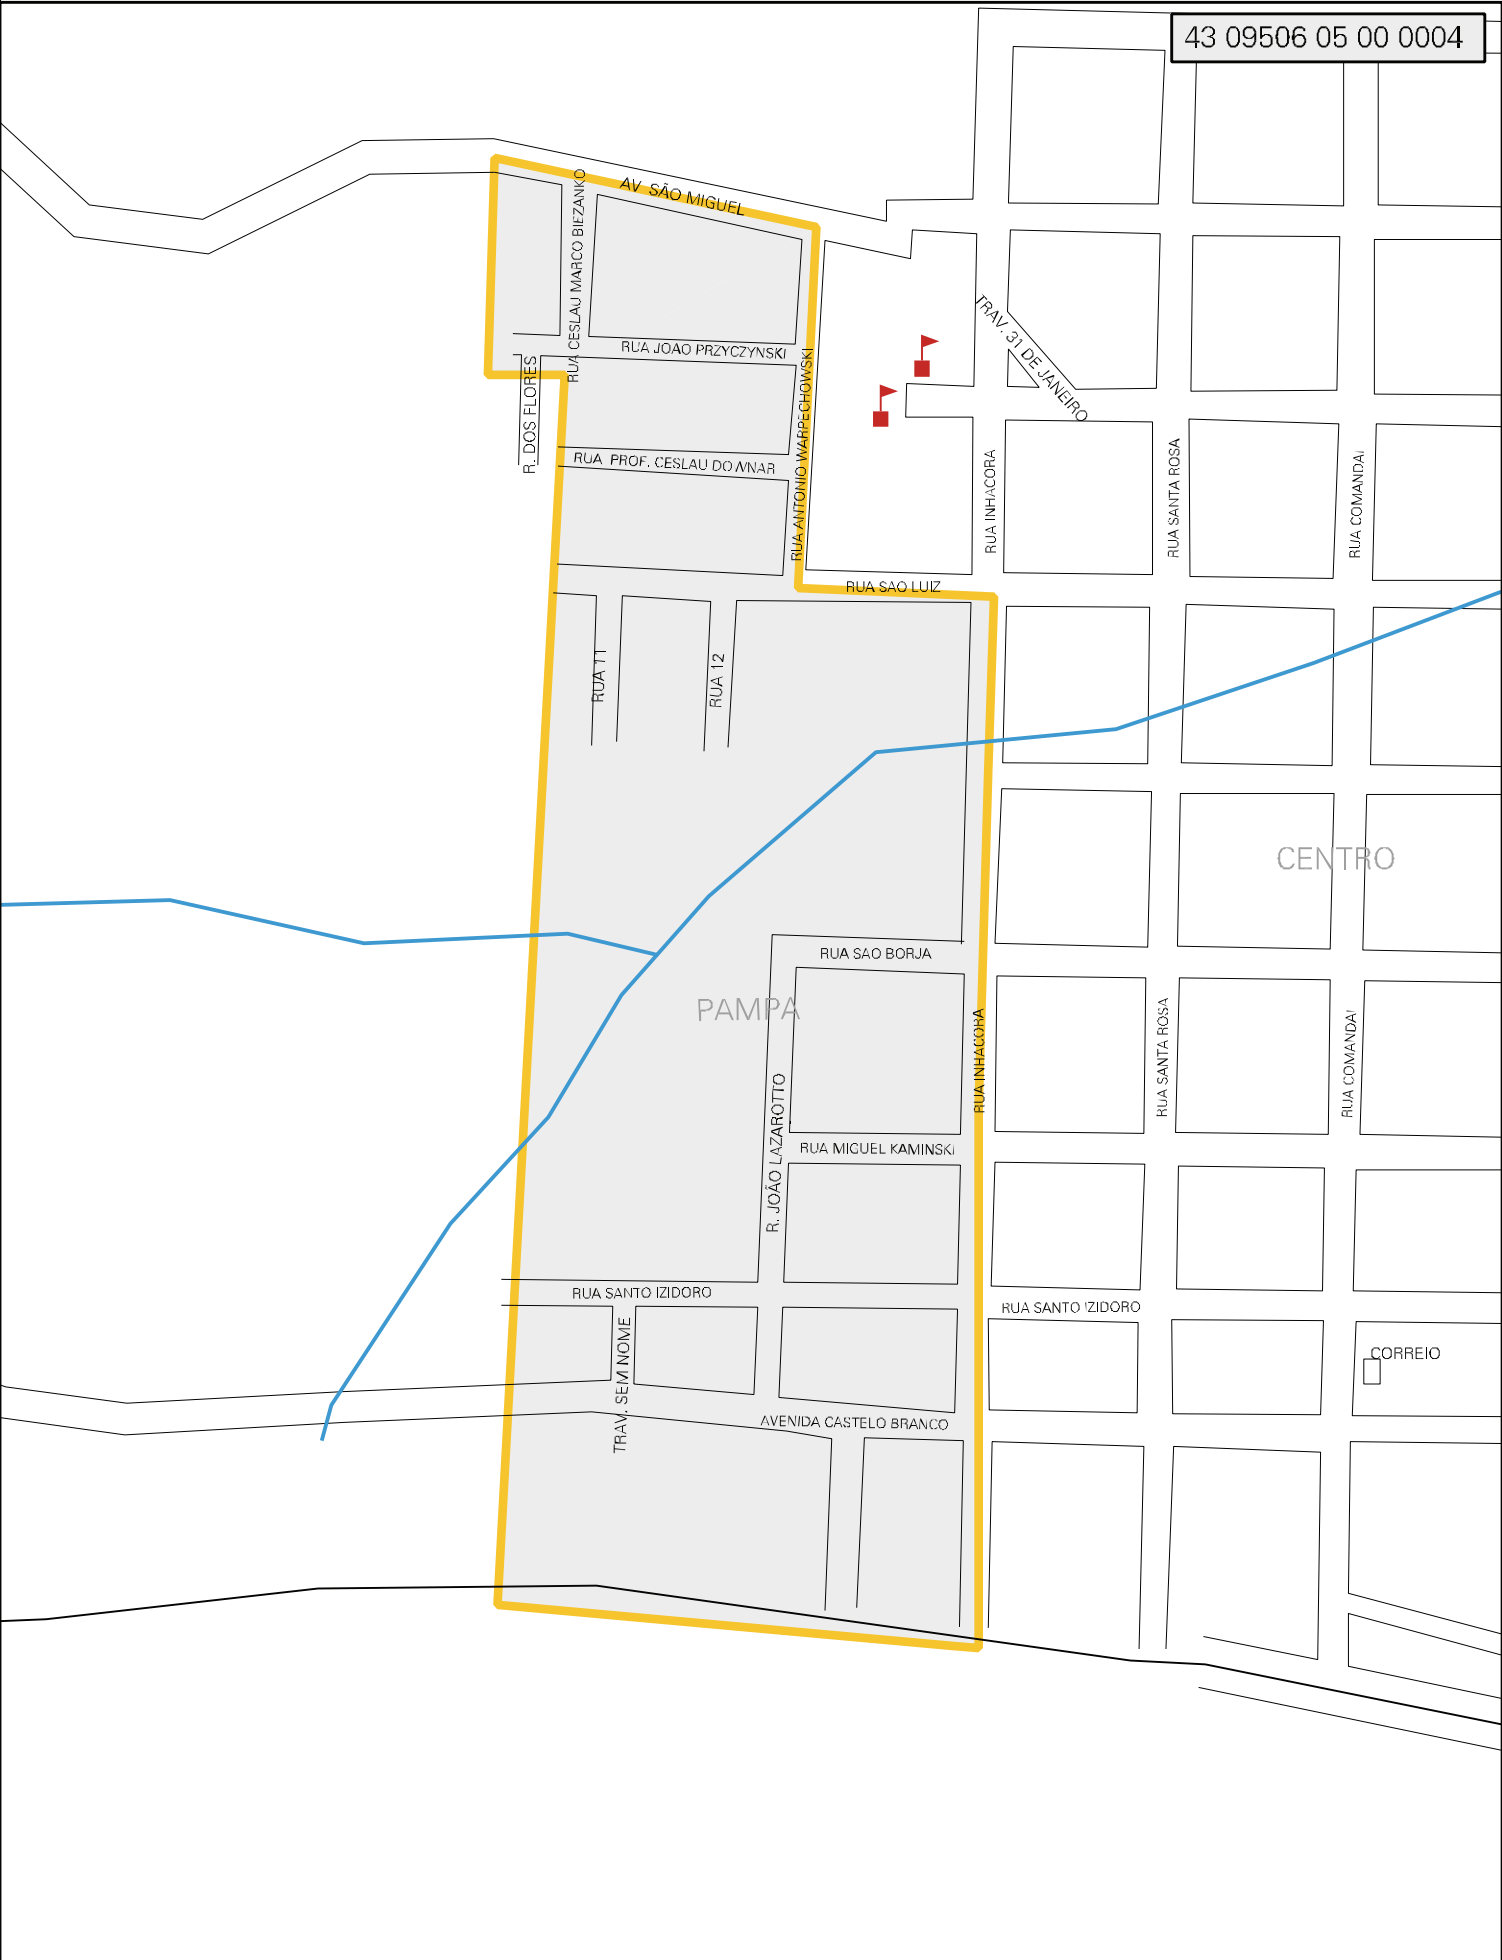 43 09506 05 00 0004
AV SÃO MIGUEL
RUA CESLAU MARCO BIEZANKO
TRAV. 31 DE JANEIRO
RUA JOAO PRZYCZYNSKI
R. DOS FLORES
RUA ANTONIO WARPECHOWSKI
RUA PROF. CESLAU DOWNAR
RUA INHACORA
RUA SANTA ROSA
RUA COMANDAI
RUA SAO LUIZ
RUA 11
RUA 12
CENTRO
RUA SAO BORJA
PAMPA
RUA INHACORA
RUA SANTA ROSA
RUA COMANDAI
R. JOÃO LAZAROTTO
RUA MIGUEL KAMINSKI
RUA SANTO IZIDORO
RUA SANTO IZIDORO
TRAV. SEM NOME
CORREIO
AVENIDA CASTELO BRANCO